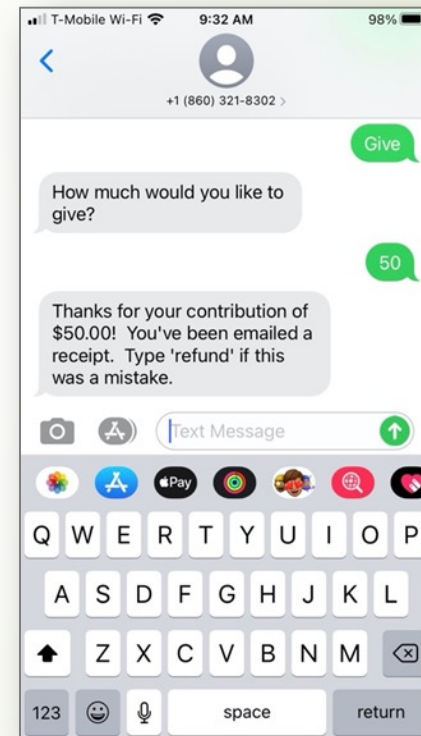 T-Mobile Wi-Fi
9:32 AM
98%
+1 (860) 321-8302 >
Give
How much would you like to
give?
50
Thanks for your contribution of
$50.00!  You've been emailed a
receipt.  Type 'refund' if this
was a mistake.
Text Message
Pay
Q W E R T Y U I O P
A S D F G H J K L
Z X C V B N M
123
space
return